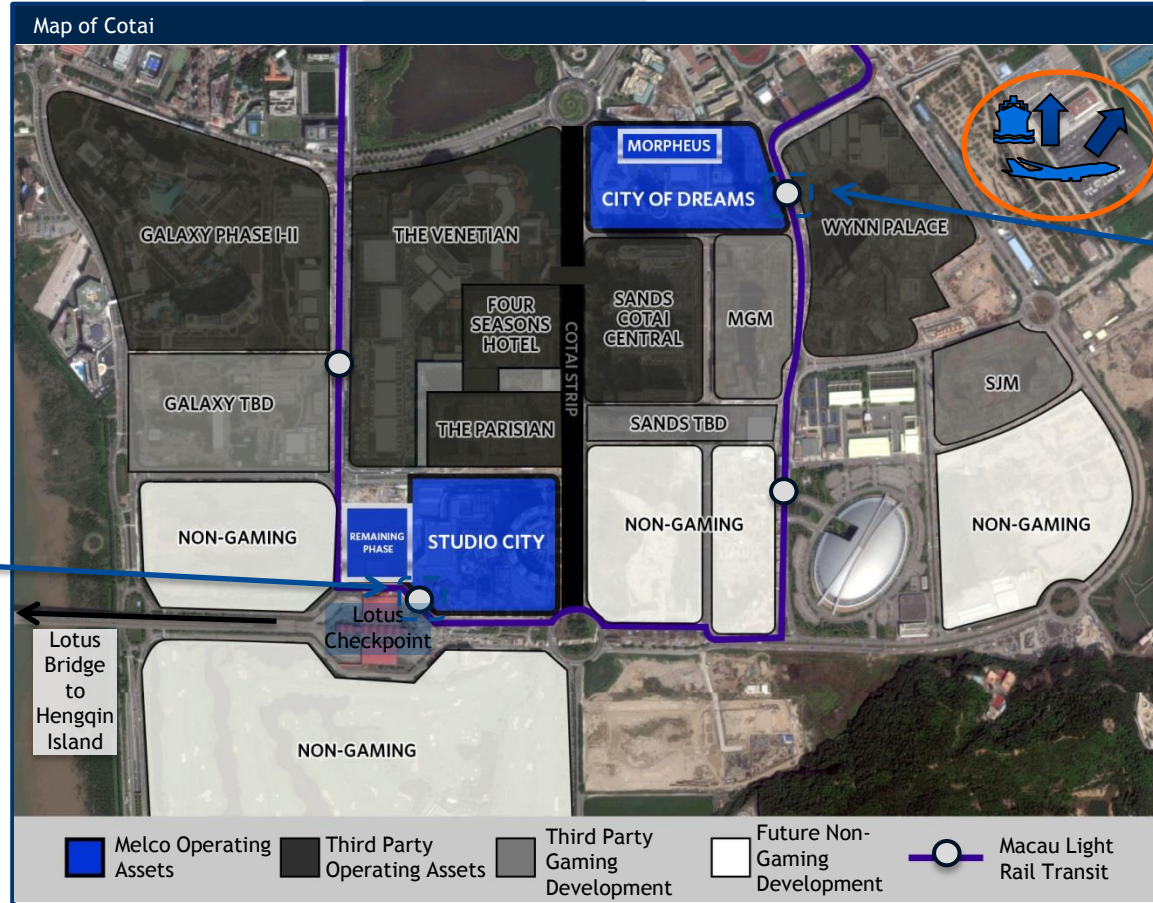 Map of Cotai
MORPHEUS
CITY OF DREAMS
GALAXY PHASE I-II
THE VENETIAN
WYNN PALACE
FOUR
SEASONS
HOTEL
SANDS
COTAI
CENTRAL
MGM
COTAI STRIP
SJM
GALAXY TBD
THE PARISIAN
SANDS TBD
NON-GAMING
REMAINING
PHASE
STUDIO CITY
NON-GAMING
NON-GAMING
Lotus
Checkpoint
Lotus
Bridge
to
Hengqin
Island
NON-GAMING
Melco Operating
Assets
Third Party
Operating Assets
Third Party
Gaming
Development
Future Non-
Gaming
Development
Macau Light
Rail Transit